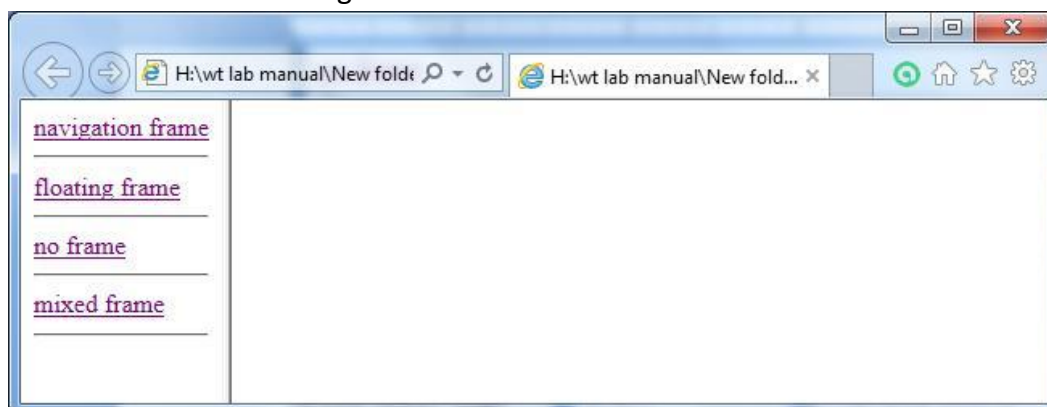 H:\wt lab manual\New folde
H:\wt lab manual\New fold...
navigation frame
floating frame
no frame
mixed frame